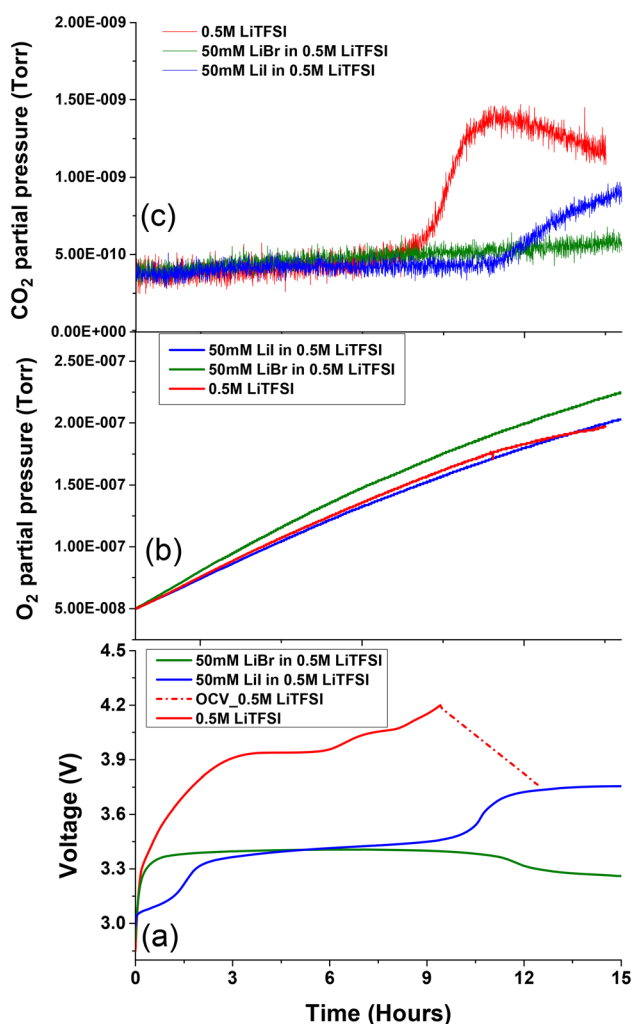 2.00E-009
0.5M LiTFSI
50mM LiBr in 0.5M LiTFSI
50mM LiI in 0.5M LiTFSI
1.50E-009
1.00E-009
(c)
5.00E-010
0.00E+000
CO2 partial pressure (Torr)
50mM LiI in 0.5M LiTFSI
50mM LiBr in 0.5M LiTFSI
0.5M LiTFSI
2.50E-007
2.00E-007
1.50E-007
1.00E-007
(b)
5.00E-008
O2 partial pressure (Torr)
4.5
50mM LiBr in 0.5M LiTFSI
50mM LiI in 0.5M LiTFSI
OCV_0.5M LiTFSI
0.5M LiTFSI
4.2
3.9
3.6
3.3
3.0
(a)
Voltage (V)
0 3 6 9 12 15
Time (Hours)